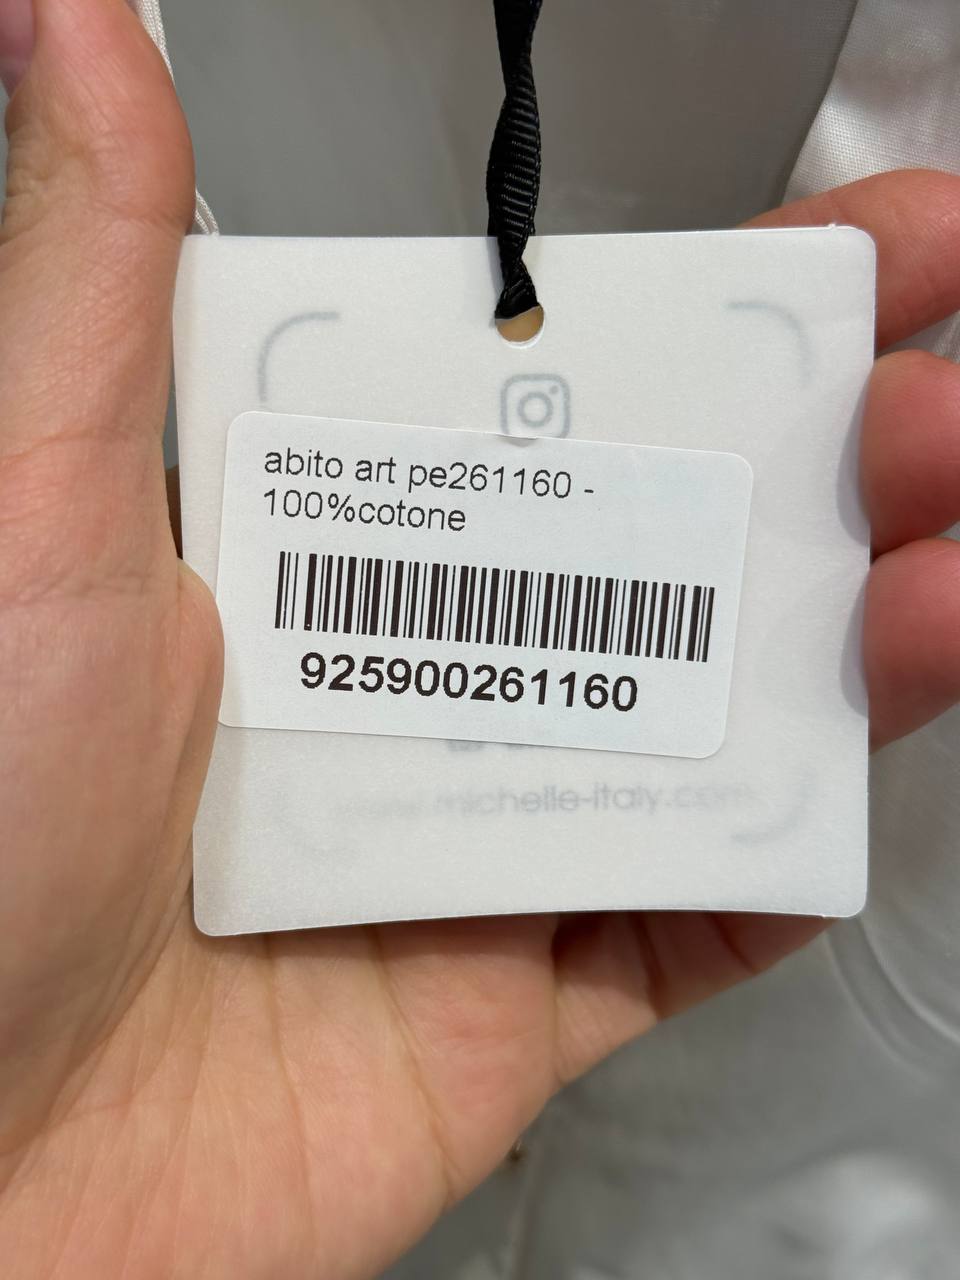 abito art pe261160 -
100%cotone
925900261160
michelle-italy.com